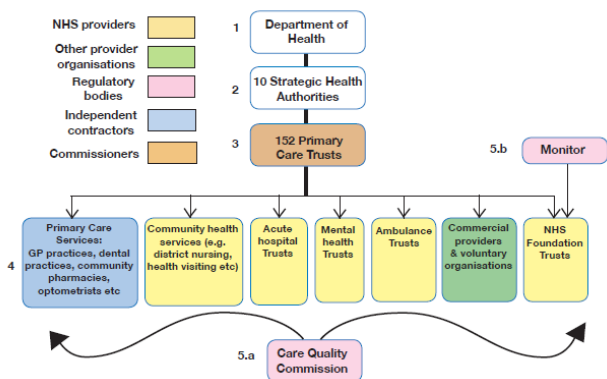 NHS providers
Other provider
organisations
Regulatory
bodies
Independent
contractors
Commissioners
1
Department of
Health
2
10 Strategic Health
Authorities
3
152 Primary
Care Trusts
5.b
Monitor
4
Primary Care
Services:
GP practices, dental
practices, community
pharmacies,
optometrists etc
Community health
services (e.g.
district nursing,
health visiting etc)
Acute
hospital
Trusts
Mental
health
Trusts
Ambulance
Trusts
Commercial
providers
& voluntary
organisations
NHS
Foundation
Trusts
5.a
Care Quality
Commission